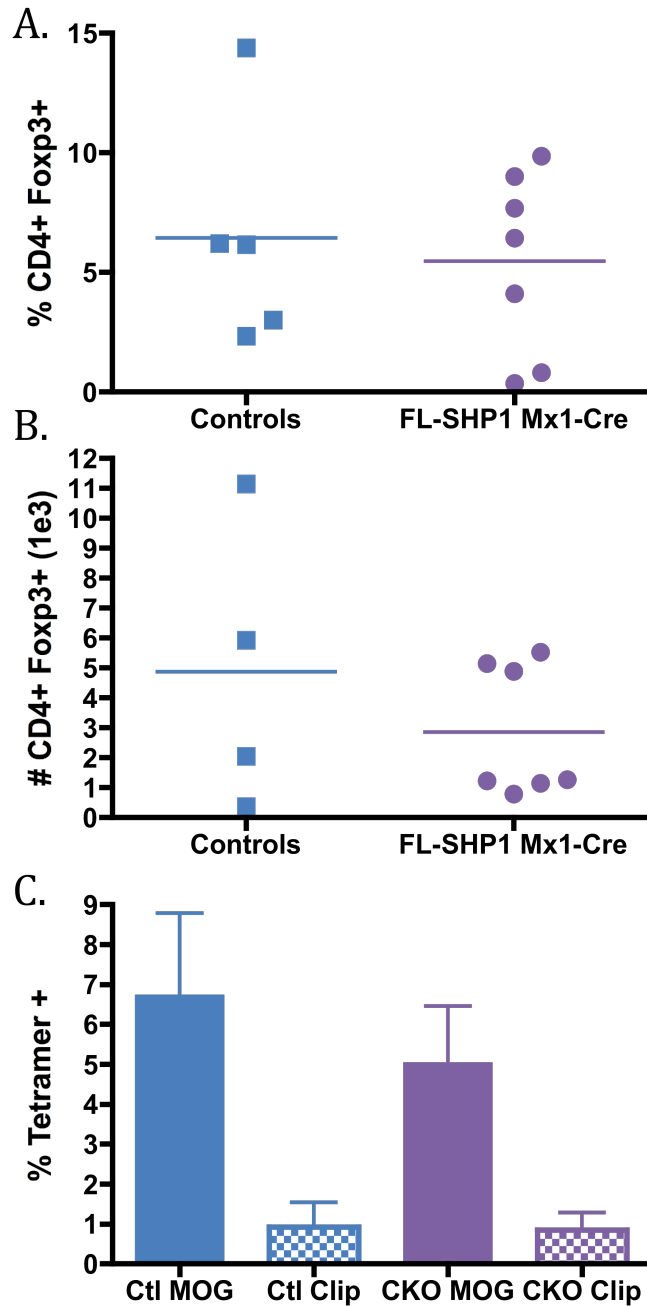 A.
% CD4+ Foxp3+
15
10
5
0
Controls
FL-SHP1 Mx1-Cre
B.
# CD4+ Foxp3+ (1e3)
12
11
10
9
8
7
6
5
4
3
2
1
0
Controls
FL-SHP1 Mx1-Cre
C.
% Tetramer +
9
8
7
6
5
4
3
2
1
0
Ctl MOG
Ctl Clip
CKO MOG
CKO Clip